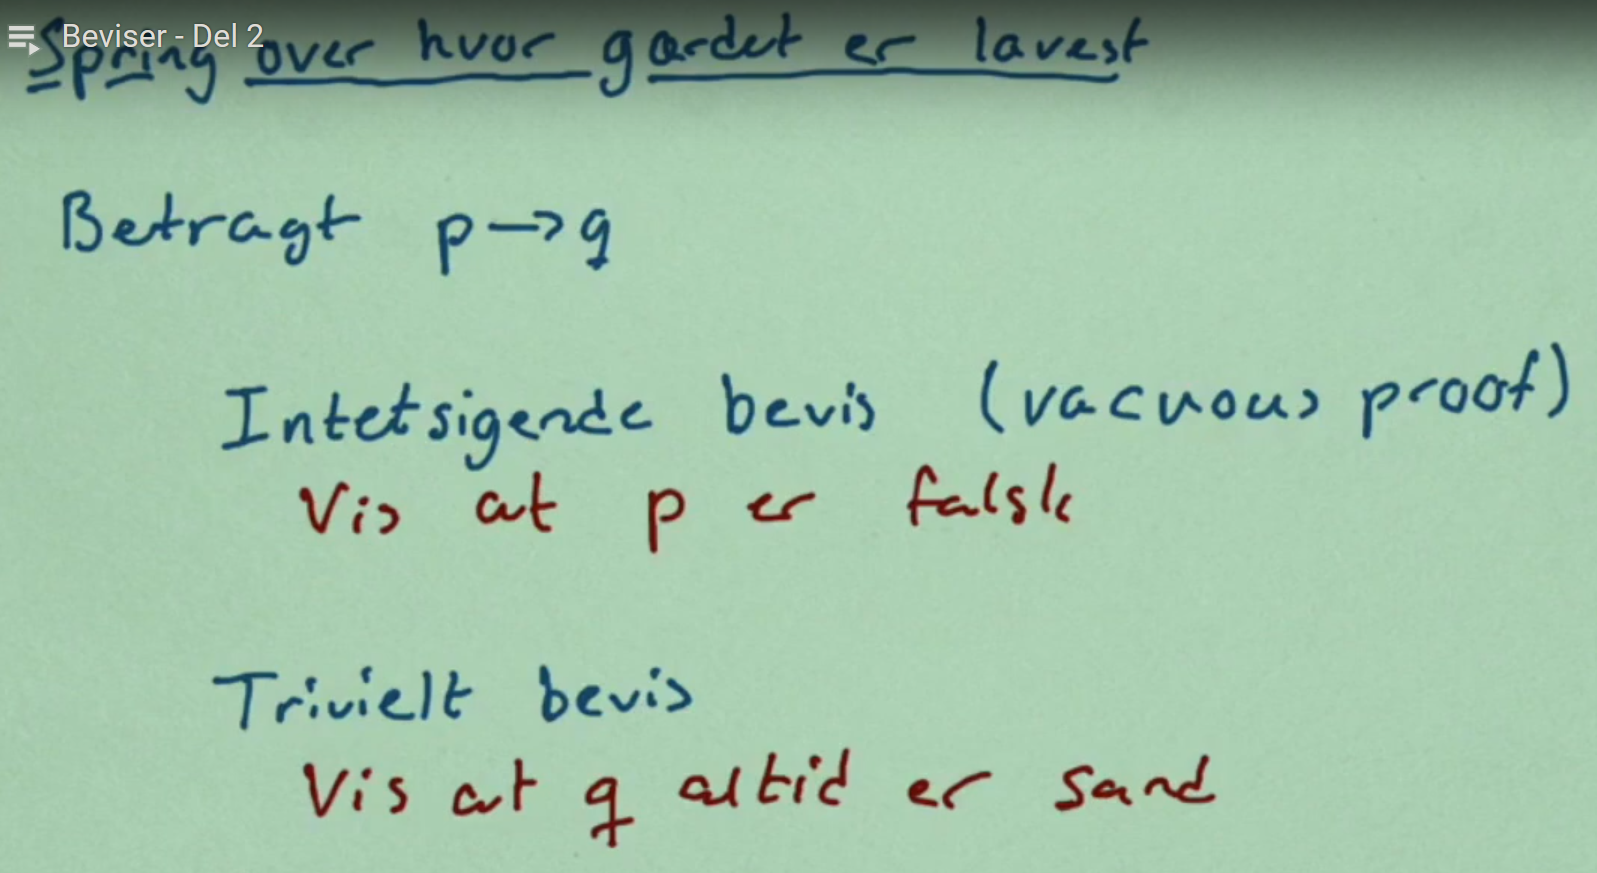 Beviser - Del 2
Spring over hvor gærdet er lavest
Betragt p → q
Intetsigende bevis (vacuous proof)
Vis at p er falsk
Trivielt bevis
Vis at q altid er sand